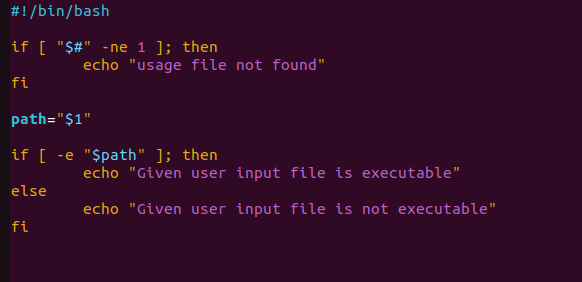 #!/bin/bash
if [ "$#" -ne 1 ]; then
echo "usage file not found"
fi
path="$1"
if [ -e "$path" ]; then
echo "Given user input file is executable"
else
echo "Given user input file is not executable"
fi